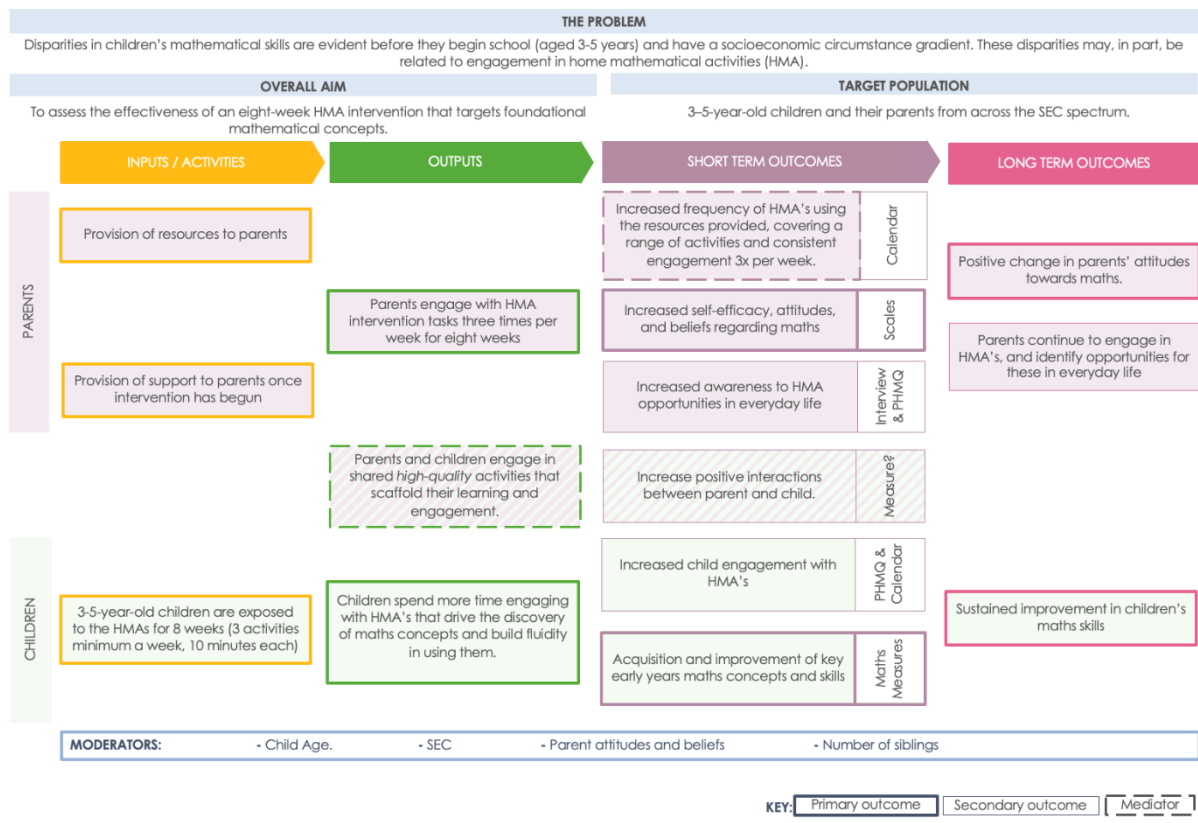 THE PROBLEM
Disparities in children's mathematical skills are evident before they begin school (aged 3-5 years) and have a socioeconomic circumstance gradient. These disparities may, in part, be
related to engagement in home mathematical activities (HMA).
OVERALL AIM
To assess the effectiveness of an eight-week HMA intervention that targets foundational
mathematical concepts.
TARGET POPULATION
3–5-year-old children and their parents from across the SEC spectrum.
INPUTS / ACTIVITIES
OUTPUTS
SHORT TERM OUTCOMES
LONG TERM OUTCOMES
PARENTS
Provision of resources to parents
Provision of support to parents once
intervention has begun
Parents engage with HMA
intervention tasks three times per
week for eight weeks
Parents and children engage in
shared high-quality activities that
scaffold their learning and
engagement.
Increased frequency of HMA's using
the resources provided, covering a
range of activities and consistent
engagement 3x per week.
Calendar
Increased self-efficacy, attitudes,
and beliefs regarding maths
Scales
Increased awareness to HMA
opportunities in everyday life
Interview
& PHMQ
Increase positive interactions
between parent and child.
Measure?
Positive change in parents' attitudes
towards maths.
Parents continue to engage in
HMA's, and identify opportunities for
these in everyday life
CHILDREN
3-5-year-old children are exposed
to the HMAs for 8 weeks (3 activities
minimum a week, 10 minutes each)
Children spend more time engaging
with HMA's that drive the discovery
of maths concepts and build fluidity
in using them.
Increased child engagement with
HMA's
PHMQ &
Calendar
Acquisition and improvement of key
early years maths concepts and skills
Maths
Measures
Sustained improvement in children's
maths skills
MODERATORS: - Child Age. - SEC - Parent attitudes and beliefs - Number of siblings
KEY: Primary outcome Secondary outcome Mediator